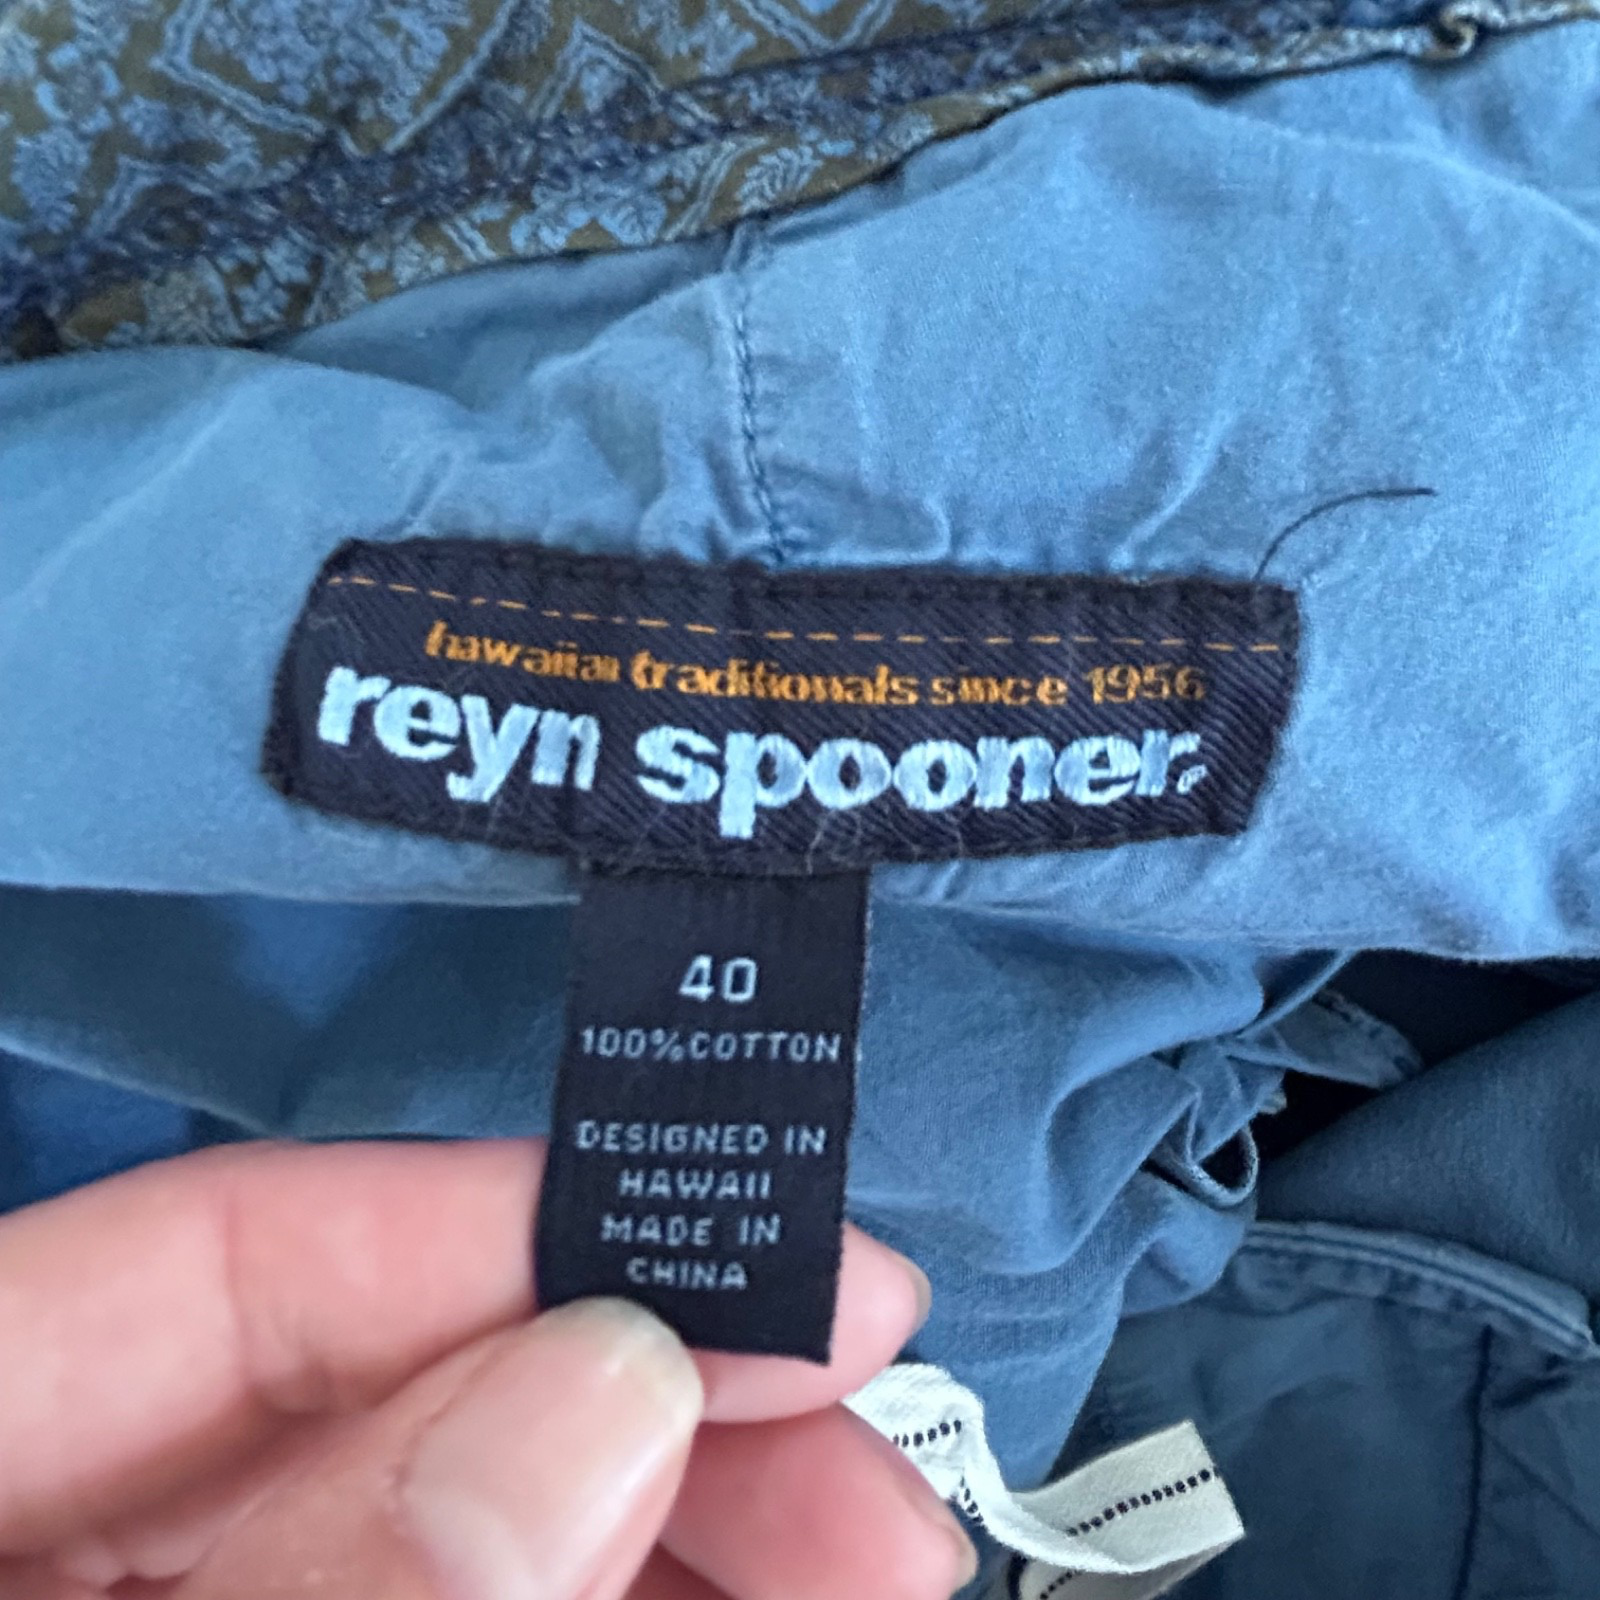 hawaiian traditionals since 1956
reyn spooner®
40
100%COTTON
DESIGNED IN
HAWAII
MADE IN
CHINA